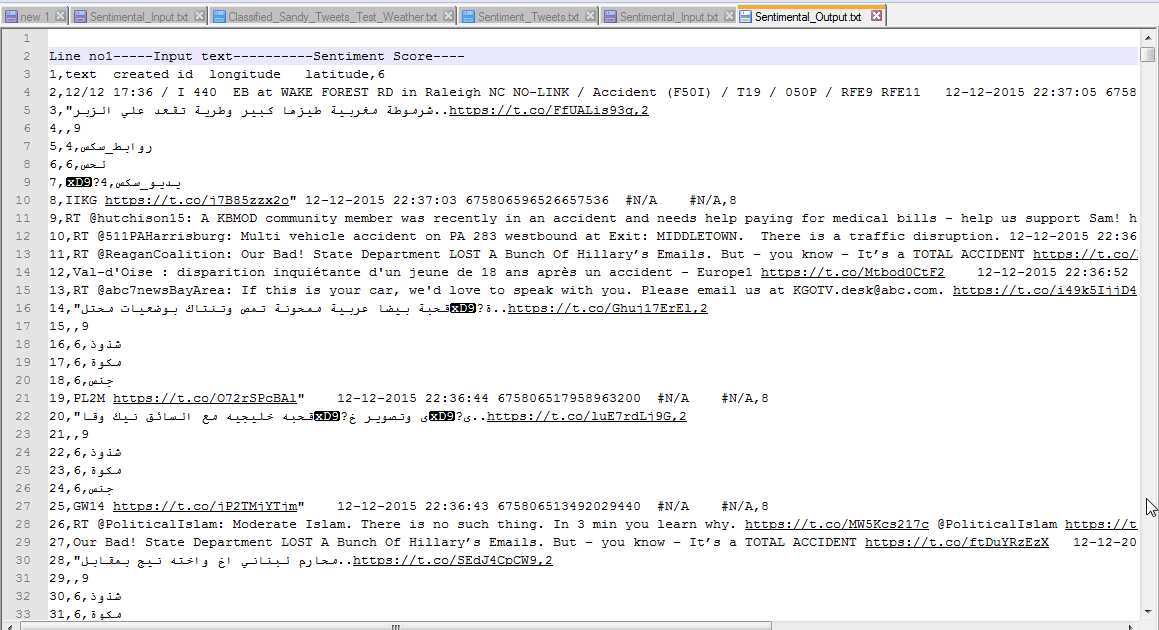 new 1
Sentimental_Input.txt
Classified_Sandy_Tweets_Test_Weather.txt
Sentiment_Tweets.txt
Sentimental_Input.txt
Sentimental_Output.txt
1
2 Line no1-----Input text----------Sentiment Score----
3 1,text created id longitude latitude,6
4 2,12/12 17:36 / I 440 EB at WAKE FOREST RD in Raleigh NC NO-LINK / Accident (F50I) / T19 / 050P / RFE9 RFE11 12-12-2015 22:37:05 6758
5 3,"شرموطة مغربية طيزها كبير وطرية تقعد علي الزبر..https://t.co/FfUALis93q,2
6 4,,9
7 5,4,روابط_سكس
8 6,6,نحس
9 7,xD9?4,يديو_سكس
10 8,IIKG https://t.co/j7B85zzx2o" 12-12-2015 22:37:03 675806596526657536 #N/A #N/A,8
11 9,RT @hutchison15: A KBMOD community member was recently in an accident and needs help paying for medical bills – help us support Sam! h
12 10,RT @511PAHarrisburg: Multi vehicle accident on PA 283 westbound at Exit: MIDDLETOWN. There is a traffic disruption. 12-12-2015 22:36
13 11,RT @ReaganCoalition: Our Bad! State Department LOST A Bunch Of Hillary’s Emails. But – you know – It’s a TOTAL ACCIDENT https://t.co/
14 12,Val-d'Oise : disparition inquiétante d'un jeune de 18 ans après un accident - Europe1 https://t.co/Mtbod0CtF2 12-12-2015 22:36:52
15 13,RT @abc7newsBayArea: If this is your car, we'd love to speak with you. Please email us at KGOTV.desk@abc.com. https://t.co/i49k5IjjD4
16 14,"قحبة بيضا عربية ممحونة تمص وتنتاك بوضعيات محتل xD9?ة..https://t.co/Ghuj17ErEl,2
17 15,,9
18 16,6,شذوذ
19 17,6,مكوة
20 18,6,جنس
21 19,PL2M https://t.co/O72rSPcBAl" 12-12-2015 22:36:44 675806517958963200 #N/A #N/A,8
22 20,"قحبه خليجيه مع السائق نيك وقا xD9?ى وتصوير خ xD9?ى..https://t.co/luE7rdLj9G,2
23 21,,9
24 22,6,شذوذ
25 23,6,مكوة
26 24,6,جنس
27 25,GW14 https://t.co/jP2TMjYTjm" 12-12-2015 22:36:43 675806513492029440 #N/A #N/A,8
28 26,RT @PoliticalIslam: Moderate Islam. There is no such thing. In 3 min you learn why. https://t.co/MW5Kcs217c @PoliticalIslam https://t
29 27,Our Bad! State Department LOST A Bunch Of Hillary’s Emails. But – you know – It’s a TOTAL ACCIDENT https://t.co/ftDuYRzEzX 12-12-20
30 28,"محارم لبناني اخ واخته نيج بمقابل..https://t.co/SEdJ4CpCW9,2
31 29,,9
32 30,6,شذوذ
33 31,6,مكوة